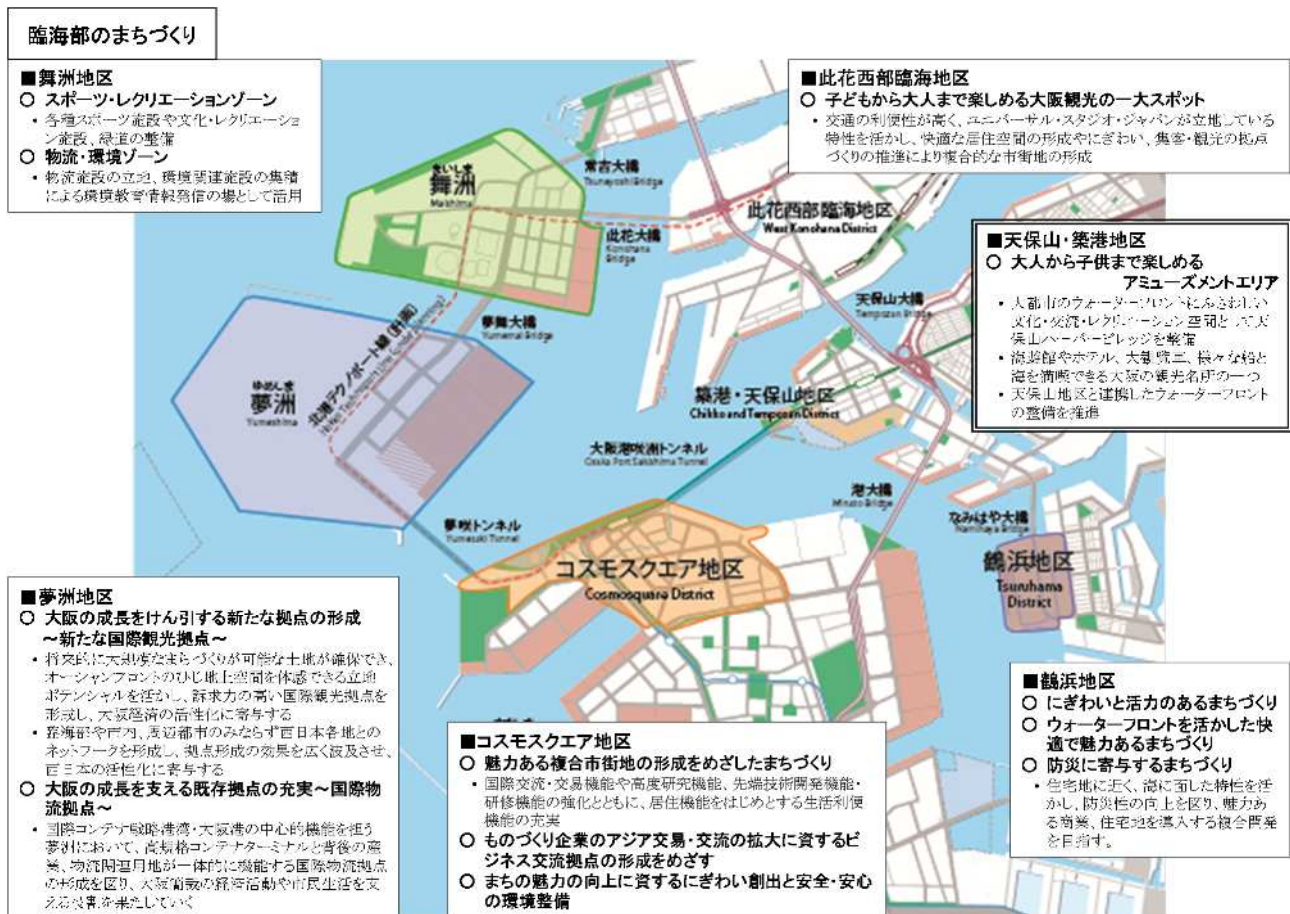 臨海部のまちづくり
■舞洲地区
○ スポーツ・レクリエーションゾーン
・各種スポーツ施設や文化・レクリエーション施設、緑道の整備
○ 物流・環境ゾーン
・物流施設の立地、環境関連施設の集積による環境教育情報発信の場として活用
■此花西部臨海地区
○ 子どもから大人まで楽しめる大阪観光の一大スポット
・交通の利便性が高く、ユニバーサル・スタジオ・ジャパンが立地している
特性を活かし、快適な居住空間の形成やにぎわい、集客・観光の拠点
づくりの推進により複合的な市街地の形成
■天保山・築港地区
○ 大人から子供まで楽しめる
アミューズメントエリア
・大都市のウォーターフロントにふさわしい
文化・交流・レクリエーション空間として天
保山ハーバービレッジを整備
・海遊館やホテル、大観覧車、様々な船と
海を満喫できる大阪の観光名所の一つ
・天保山地区と連携したウォーターフロント
の整備を推進
まいしま
舞洲
Maishima
常吉大橋
Tsuneyoshi Bridge
此花大橋
Konohana
Bridge
此花西部臨海地区
West Konohana District
天保山大橋
Tempozan Bridge
夢舞大橋
Yumemai Bridge
北港テクノポート線(計画)
ゆめしま
夢洲
Yumeshima
築港・天保山地区
Chikko and Tempozan District
大阪港咲洲トンネル
Osaka Port Sakishima Tunnel
港大橋
Minato Bridge
なみはや大橋
Namihaya Bridge
夢咲トンネル
Yumesaki Tunnel
コスモスクエア地区
Cosmosquare District
鶴浜地区
Tsuruhama
District
■夢洲地区
○ 大阪の成長をけん引する新たな拠点の形成
～新たな国際観光拠点～
・将来的に大規模なまちづくりが可能な土地が確保でき、
オーシャンフロントのひじ地上空間を体感できる立地
ポテンシャルを活かし、訴求力の高い国際観光拠点を
形成し、大阪経済の活性化に寄与する
・臨海部や市内、周辺都市のみならず西日本各地との
ネットワークを形成し、拠点形成の効果を広く波及させ、
西日本の活性化に寄与する
○ 大阪の成長を支える既存拠点の充実～国際物
流拠点～
・国際コンテナ戦略港湾・大阪港の中心的機能を担う
夢洲において、高規格コンテナターミナルと背後の産
業、物流関連用地が一体的に機能する国際物流拠点
の形成を図り、大阪・関西の経済活動や市民生活を支
える役割を果たしていく
■コスモスクエア地区
○ 魅力ある複合市街地の形成をめざしたまちづくり
・国際交流・交易機能や高度研究機能、先端技術開発機能・
研修機能の強化とともに、居住機能をはじめとする生活利便
機能の充実
○ ものづくり企業のアジア交易・交流の拡大に資するビ
ジネス交流拠点の形成をめざす
○ まちの魅力の向上に資するにぎわい創出と安全・安心
の環境整備
■鶴浜地区
○ にぎわいと活力のあるまちづくり
○ ウォーターフロントを活かした快
適で魅力あるまちづくり
○ 防災に寄与するまちづくり
・住宅地に近く、海に面した特性を活
かし、防災性の向上を図り、魅力あ
る商業、住宅地を導入する複合開発
を目指す。